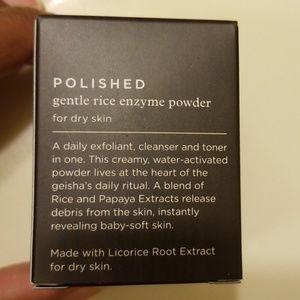 POLISHED
gentle rice enzyme powder
for dry skin
A daily exfoliant, cleanser and toner
in one. This creamy, water-activated
powder lives at the heart of the
geisha's daily ritual. A blend of
Rice and Papaya Extracts release
debris from the skin, instantly
revealing baby-soft skin.
Made with Licorice Root Extract
for dry skin.